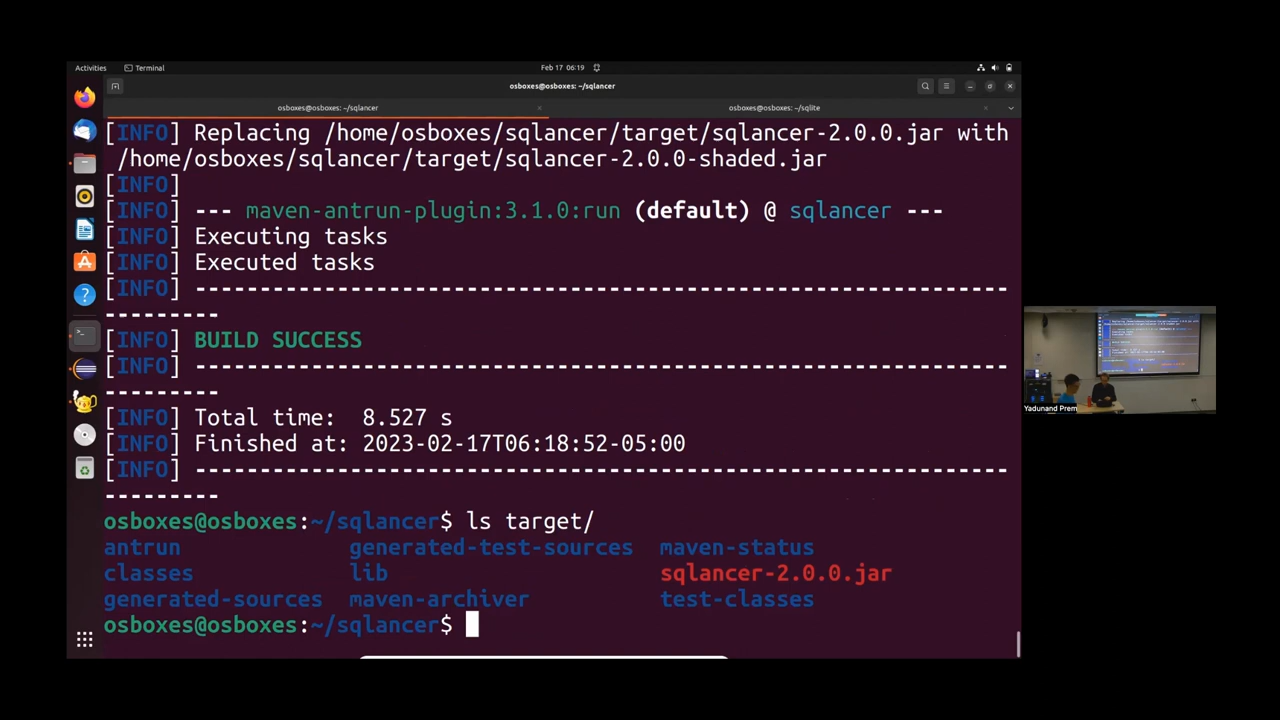 Activities
Terminal
Feb 17 06:19
osboxes@osboxes: ~/sqlancer
osboxes@osboxes: ~/sqlancer
osboxes@osboxes: ~/sqlite
[INFO] Replacing /home/osboxes/sqlancer/target/sqlancer-2.0.0.jar with
/home/osboxes/sqlancer/target/sqlancer-2.0.0-shaded.jar
[INFO]
[INFO] --- maven-antrun-plugin:3.1.0:run (default) @ sqlancer ---
[INFO] Executing tasks
[INFO] Executed tasks
[INFO] ---------------------------------------------------------------
---------
[INFO] BUILD SUCCESS
[INFO] ---------------------------------------------------------------
---------
[INFO] Total time:  8.527 s
[INFO] Finished at: 2023-02-17T06:18:52-05:00
[INFO] ---------------------------------------------------------------
---------
osboxes@osboxes:~/sqlancer$ ls target/
antrun generated-test-sources maven-status
classes lib sqlancer-2.0.0.jar
generated-sources maven-archiver test-classes
osboxes@osboxes:~/sqlancer$
Yadunand Prem